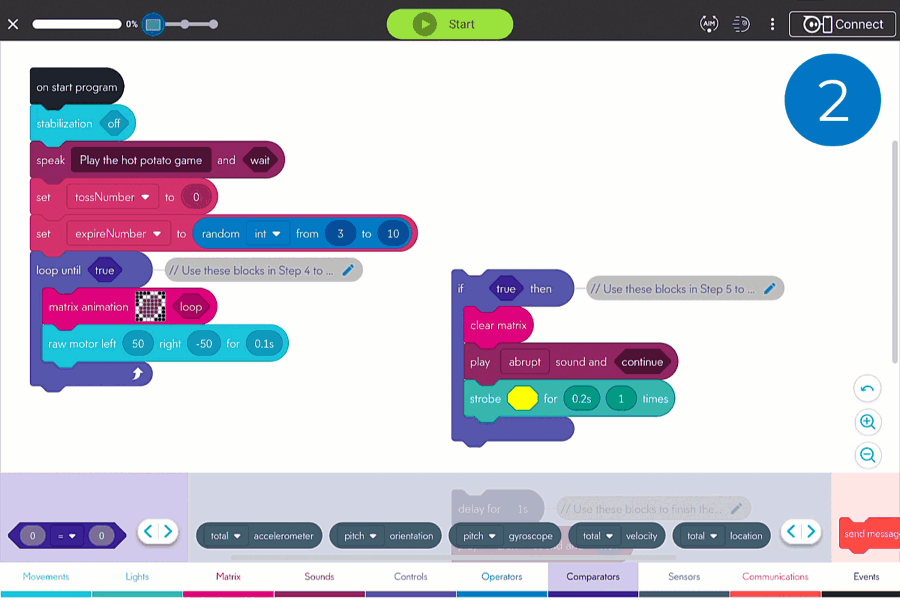 0%
Start
AIM
Connect
2
on start program
stabilization off
speak Play the hot potato game and wait
set tossNumber to 0
set expireNumber to random int from 3 to 10
loop until true // Use these blocks in Step 4 to ...
matrix animation loop
raw motor left 50 right -50 for 0.1s
if true then // Use these blocks in Step 5 to ...
clear matrix
play abrupt sound and continue
strobe for 0.2s 1 times
delay for 1s // Use these blocks to finish the...
0 = 0
total accelerometer
pitch orientation
pitch gyroscope
total velocity
total location
send messag
Movements Lights Matrix Sounds Controls Operators Comparators Sensors Communications Events